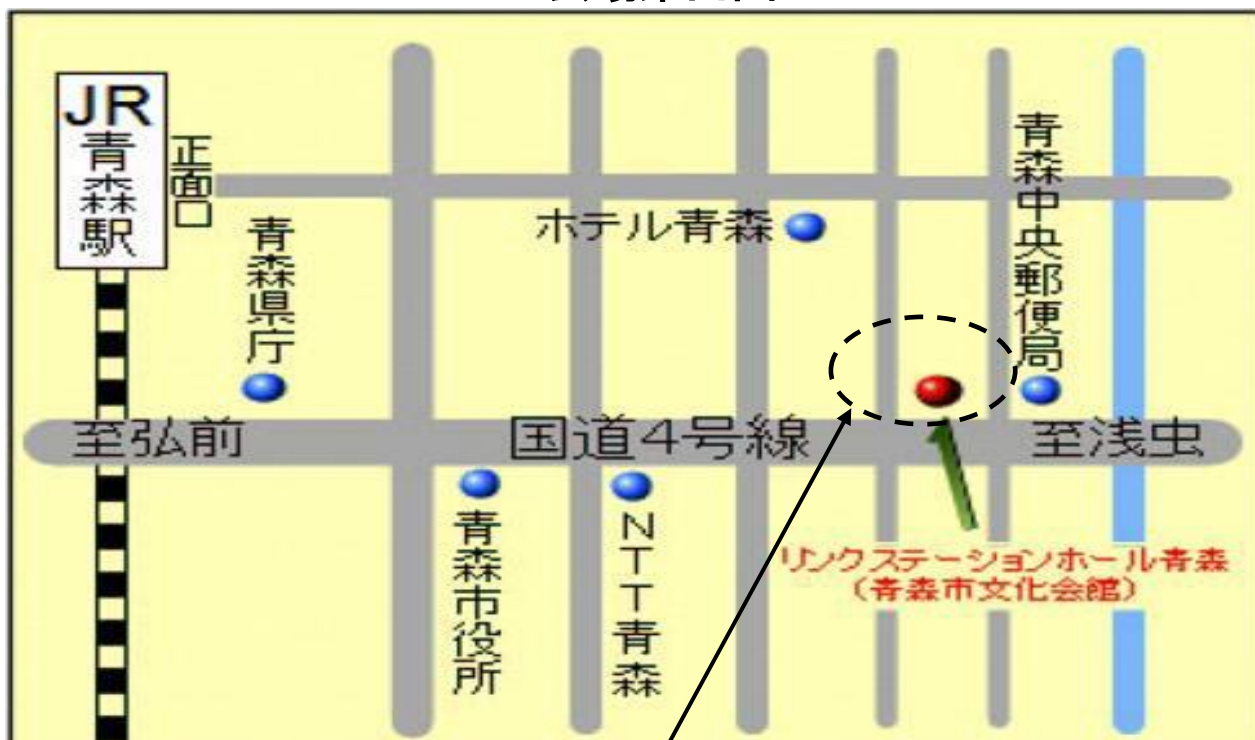 JR
青森駅
正面口
青森県庁
ホテル青森
青森中央郵便局
至弘前
国道4号線
至浅虫
青森市役所
NTT青森
リンクステーションホール青森
（青森市文化会館）